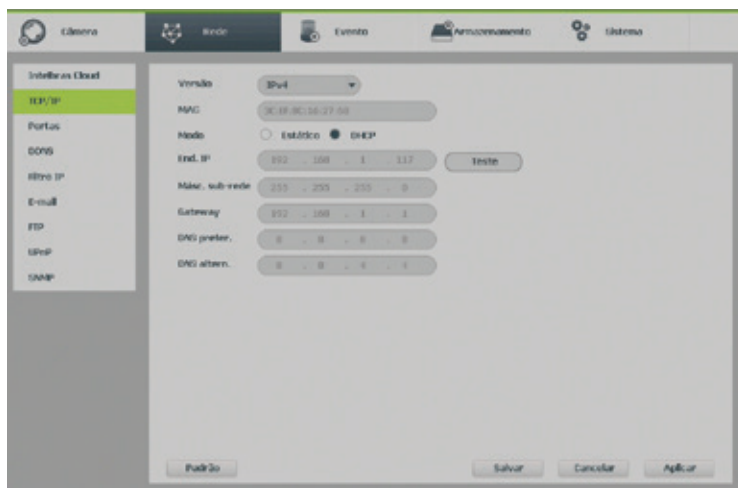 Câmera
Rede
Evento
Armazenamento
Sistema
Intelbras Cloud
TCP/IP
Portas
DDNS
Filtro IP
E-mail
FTP
UPnP
SNMP
Versão IPv4
MAC
Modo Estático DHCP
End. IP 192 . 168 . 1 . 117 Teste
Másc. sub-rede 255 . 255 . 255 . 0
Gateway 192 . 168 . 1 . 1
DNS prefer. 8 . 8 . 8 . 8
DNS altern. 8 . 8 . 4 . 4
Padrão
Salvar
Cancelar
Aplicar